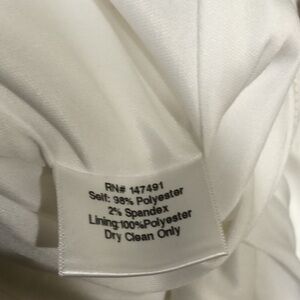 RN# 147491
Self: 98% Polyester
2% Spandex
Lining:100%Polyester
Dry Clean Only